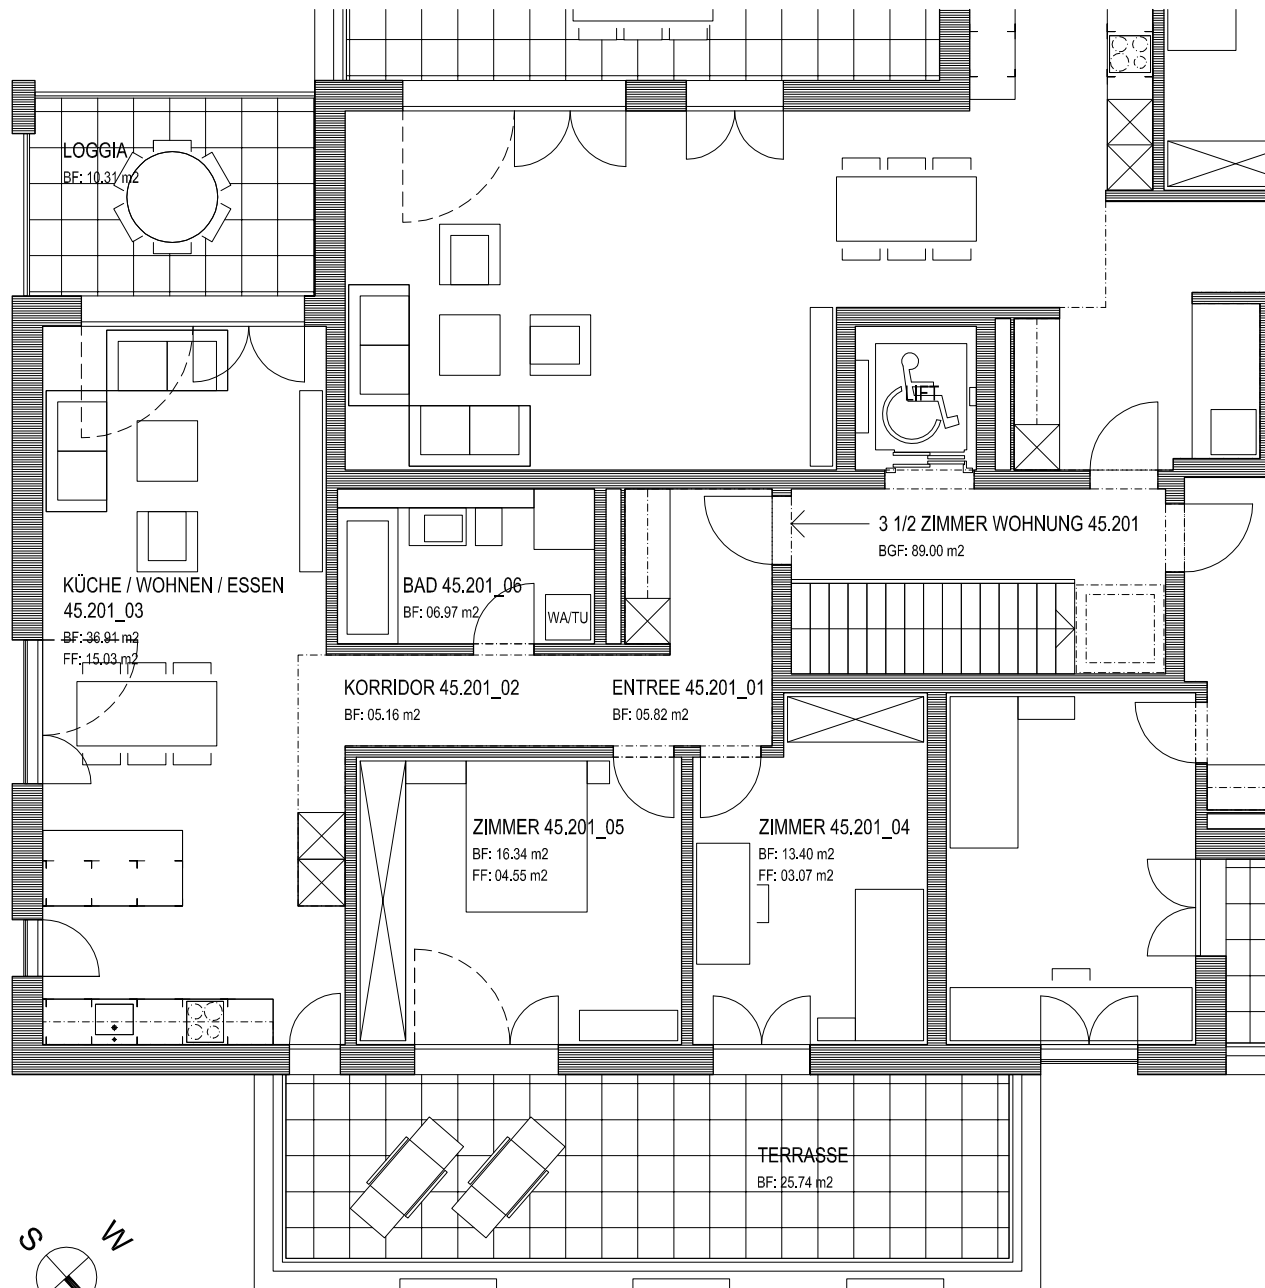 LOGGIA
BF: 10.31 m2
LIFT
3 1/2 ZIMMER WOHNUNG 45.201
BGF: 89.00 m2
KÜCHE / WOHNEN / ESSEN
45.201_03
BF: 36.91 m2
FF: 15.03 m2
BAD 45.201_06
BF: 06.97 m2
WA/TU
KORRIDOR 45.201_02
BF: 05.16 m2
ENTREE 45.201_01
BF: 05.82 m2
ZIMMER 45.201_05
BF: 16.34 m2
FF: 04.55 m2
ZIMMER 45.201_04
BF: 13.40 m2
FF: 03.07 m2
TERRASSE
BF: 25.74 m2
S W